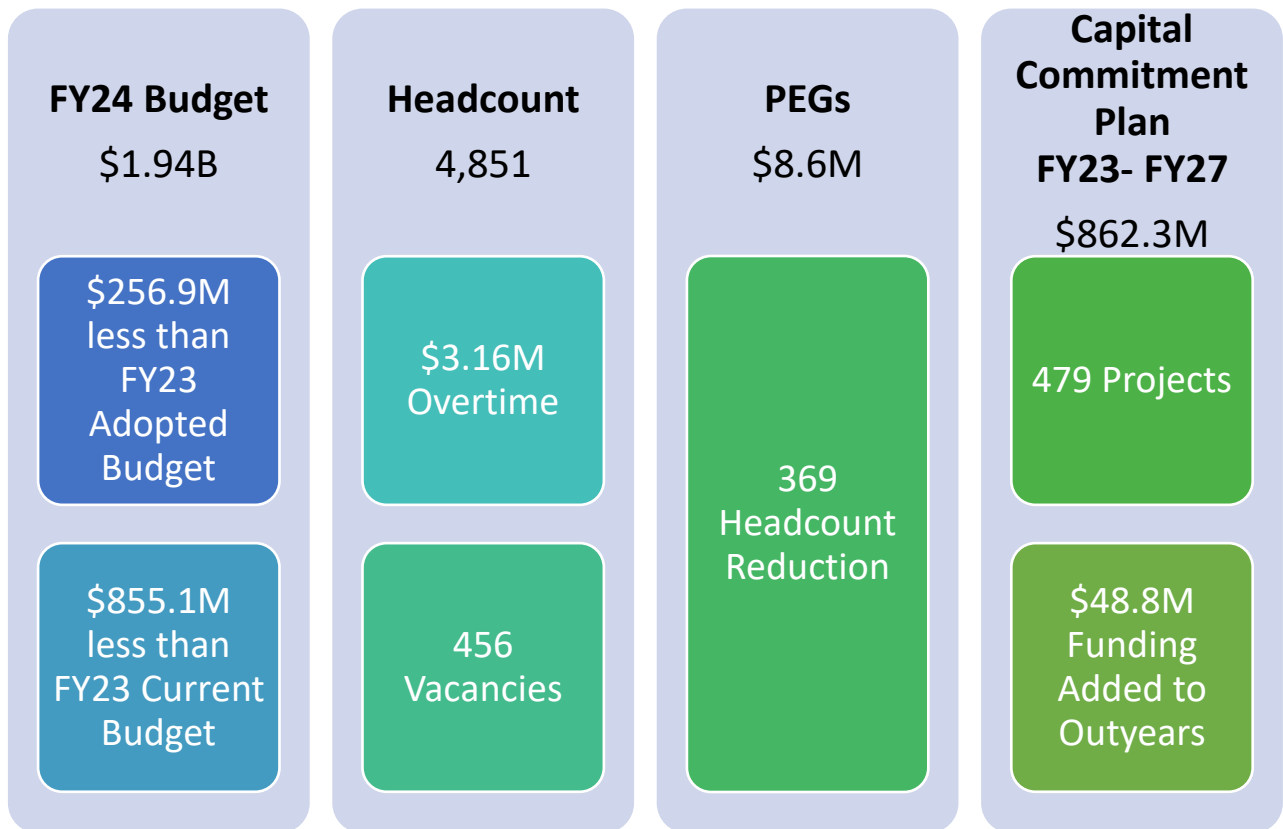 FY24 Budget
$1.94B
$256.9M
less than
FY23
Adopted
Budget
$855.1M
less than
FY23 Current
Budget
Headcount
4,851
$3.16M
Overtime
456
Vacancies
PEGs
$8.6M
369
Headcount
Reduction
Capital
Commitment
Plan
FY23- FY27
$862.3M
479 Projects
$48.8M
Funding
Added to
Outyears